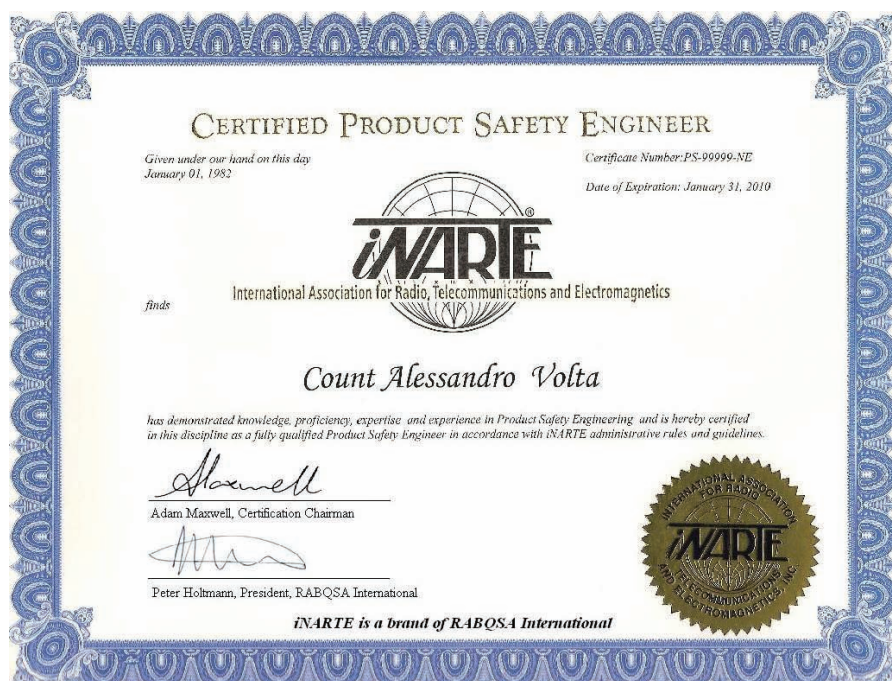 CERTIFIED PRODUCT SAFETY ENGINEER
Given under our hand on this day
January 01, 1982
Certificate Number:PS-99999-NE
Date of Expiration: January 31, 2010
iNARTE®
International Association for Radio, Telecommunications and Electromagnetics
finds
Count Alessandro Volta
has demonstrated knowledge, proficiency, expertise and experience in Product Safety Engineering and is hereby certified
in this discipline as a fully qualified Product Safety Engineer in accordance with iNARTE administrative rules and guidelines.
AMaxwell
Adam Maxwell, Certification Chairman
Peter Holtmann, President, RABQSA International
iNARTE is a brand of RABQSA International
INTERNATIONAL ASSOCIATION
FOR RADIO
iNARTE
TELECOMMUNICATIONS
AND ELECTROMAGNETICS, INC.